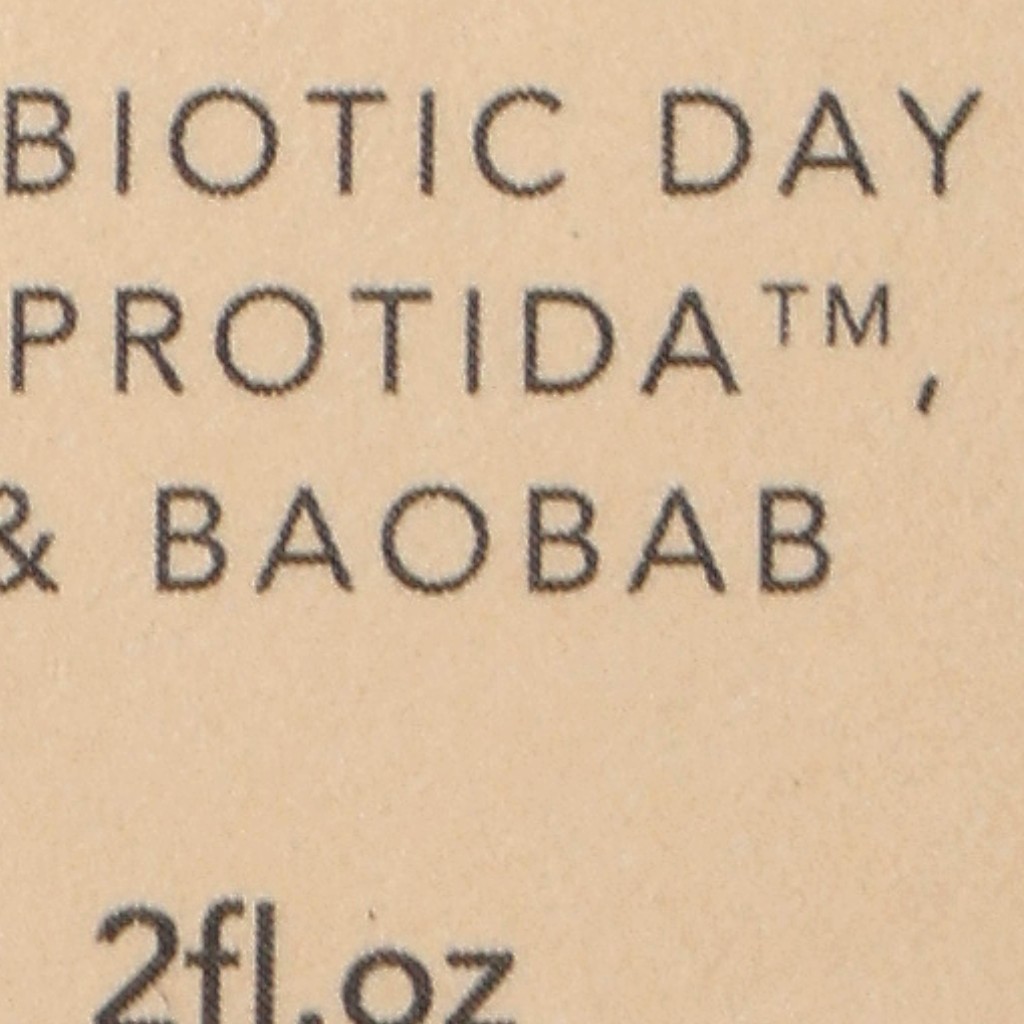 BIOTIC DAY
PROTIDA™,
& BAOBAB
2fl.oz